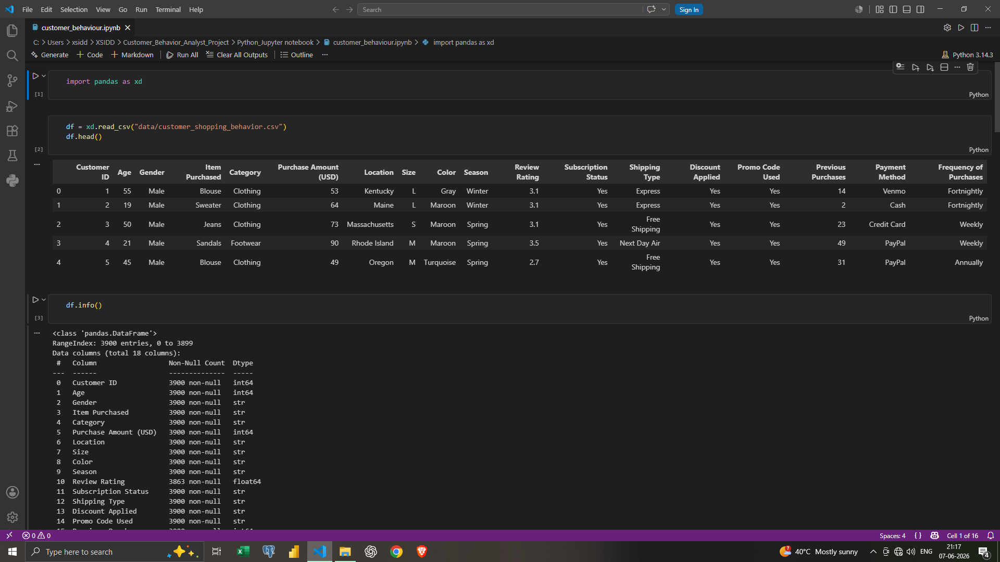 File Edit Selection View Go Run Terminal Help
Search
Sign In
customer_behaviour.ipynb
C: > Users > xsidd > XSIDD > Customer_Behavior_Analyst_Project > Python_Jupyter notebook > customer_behaviour.ipynb > import pandas as xd
Generate + Code + Markdown Run All Clear All Outputs Outline ...
Python 3.14.3
import pandas as xd
[1]
Python
df = xd.read_csv("data/customer_shopping_behavior.csv")
df.head()
[2]
Python
Customer ID Age Gender Item Purchased Category Purchase Amount (USD) Location Size Color Season Review Rating Subscription Status Shipping Type Discount Applied Promo Code Used Previous Purchases Payment Method Frequency of Purchases
0 1 55 Male Blouse Clothing 53 Kentucky L Gray Winter 3.1 Yes Express Yes Yes 14 Venmo Fortnightly
1 2 19 Male Sweater Clothing 64 Maine L Maroon Winter 3.1 Yes Express Yes Yes 2 Cash Fortnightly
2 3 50 Male Jeans Clothing 73 Massachusetts S Maroon Spring 3.1 Yes Free Shipping Yes Yes 23 Credit Card Weekly
3 4 21 Male Sandals Footwear 90 Rhode Island M Maroon Spring 3.5 Yes Next Day Air Yes Yes 49 PayPal Weekly
4 5 45 Male Blouse Clothing 49 Oregon M Turquoise Spring 2.7 Yes Free Shipping Yes Yes 31 PayPal Annually
df.info()
[3]
Python
<class 'pandas.DataFrame'>
RangeIndex: 3900 entries, 0 to 3899
Data columns (total 18 columns):
# Column Non-Null Count Dtype
--- ------ -------------- -----
0 Customer ID 3900 non-null int64
1 Age 3900 non-null int64
2 Gender 3900 non-null str
3 Item Purchased 3900 non-null str
4 Category 3900 non-null str
5 Purchase Amount (USD) 3900 non-null int64
6 Location 3900 non-null str
7 Size 3900 non-null str
8 Color 3900 non-null str
9 Season 3900 non-null str
10 Review Rating 3863 non-null float64
11 Subscription Status 3900 non-null str
12 Shipping Type 3900 non-null str
13 Discount Applied 3900 non-null str
14 Promo Code Used 3900 non-null str
0 0
Spaces: 4 { } Cell 1 of 16
Type here to search
7
40°C Mostly sunny
ENG
21:17
07-06-2026
4